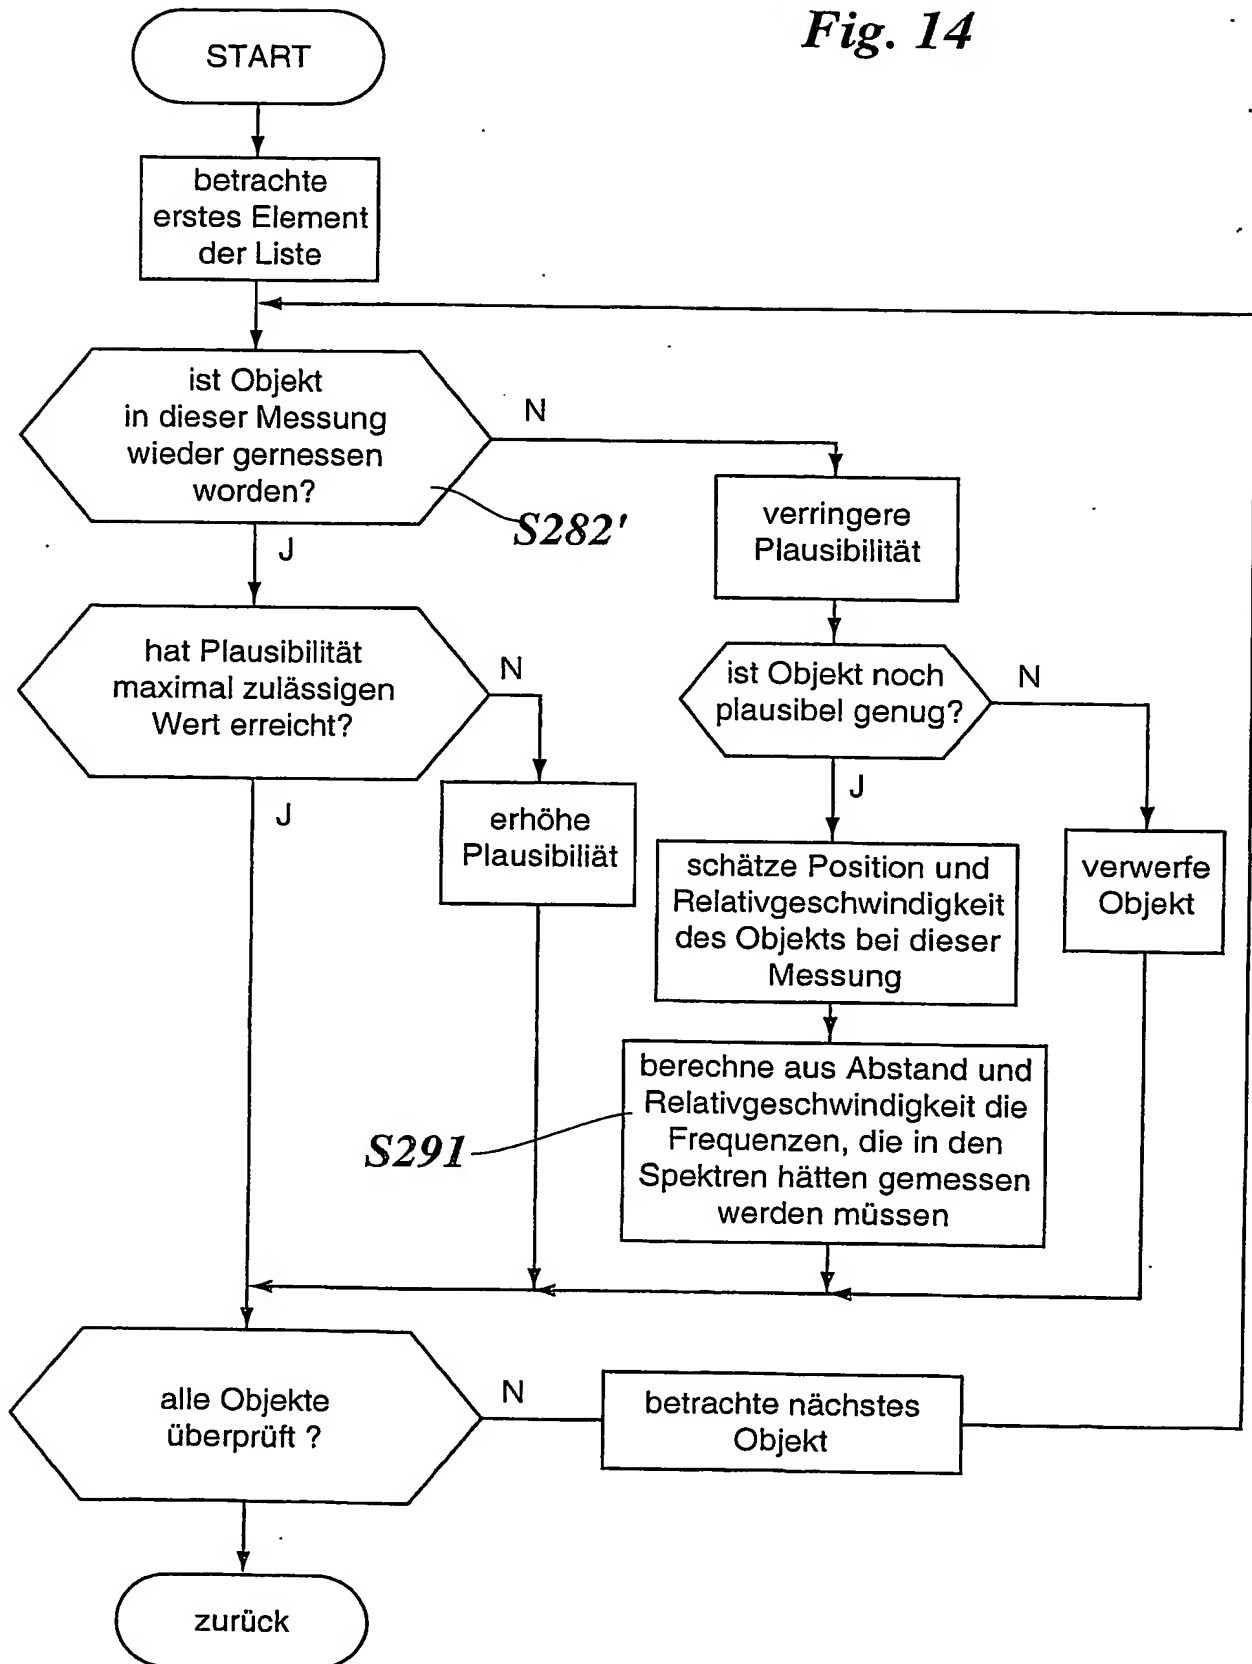 Fig. 14
START
betrachte
erstes Element
der Liste
ist Objekt
in dieser Messung
wieder gernessen
worden?
N
S282'
J
verringere
Plausibilität
hat Plausibilität
maximal zulässigen
Wert erreicht?
N
J
erhöhe
Plausibiliät
ist Objekt noch
plausibel genug?
N
J
schätze Position und
Relativgeschwindigkeit
des Objekts bei dieser
Messung
verwerfe
Objekt
berechne aus Abstand und
Relativgeschwindigkeit die
Frequenzen, die in den
Spektren hätten gemessen
werden müssen
S291
alle Objekte
überprüft ?
N
betrachte nächstes
Objekt
zurück